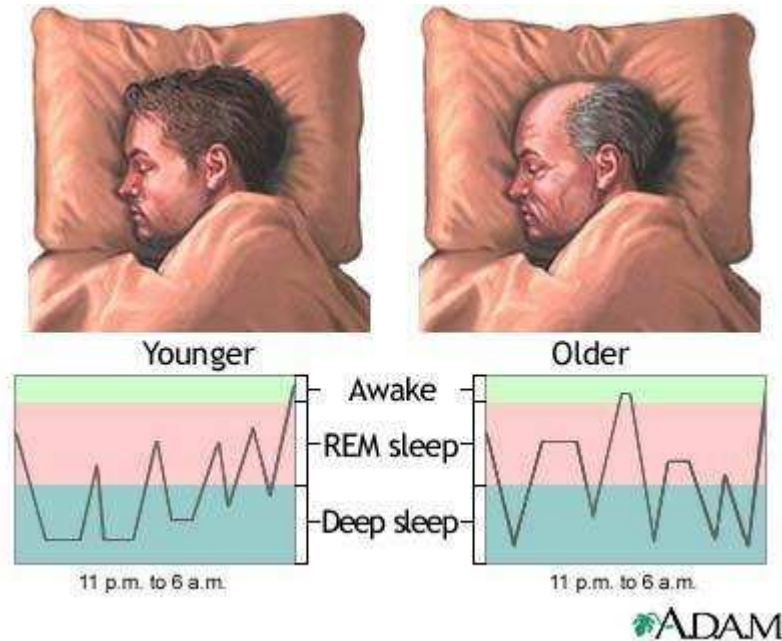 Younger
Older
Awake
REM sleep
Deep sleep
11 p.m. to 6 a.m.
11 p.m. to 6 a.m.
ADAM